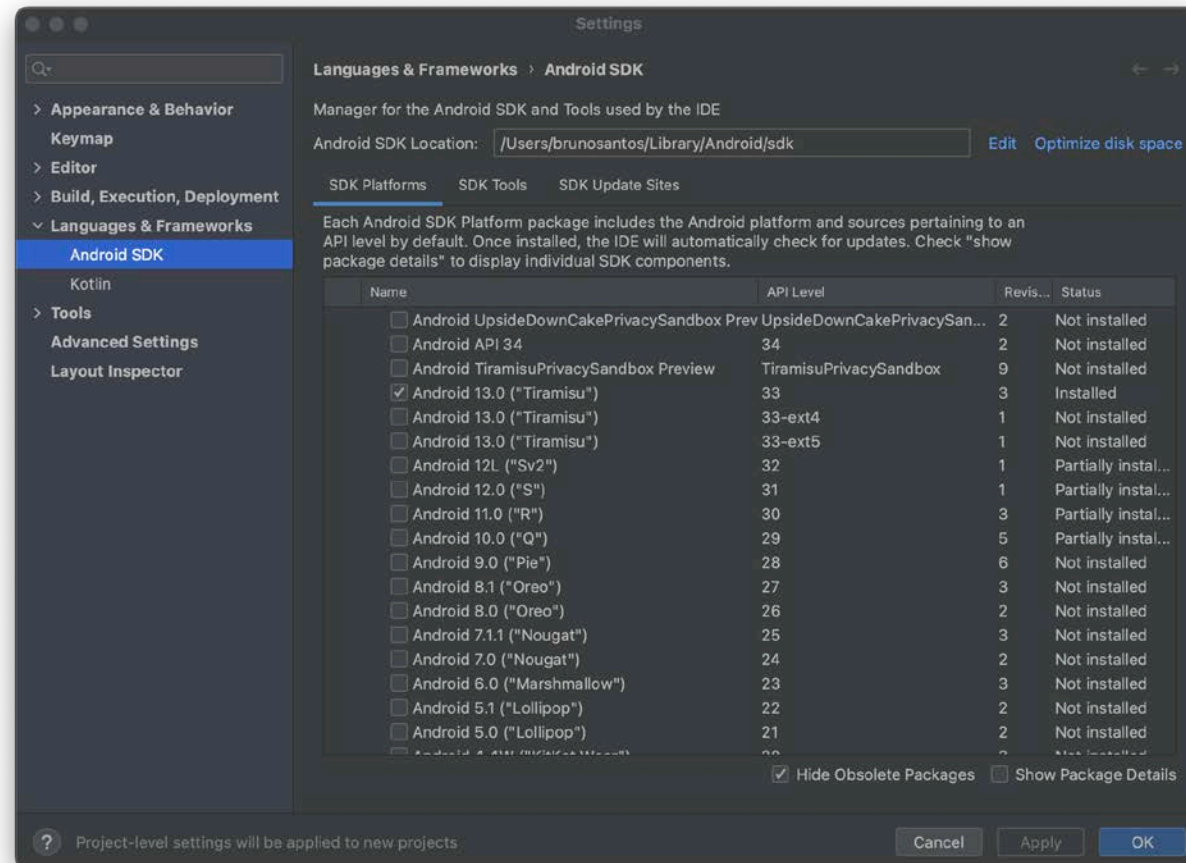 Settings
Appearance & Behavior
Keymap
Editor
Build, Execution, Deployment
Languages & Frameworks
Android SDK
Kotlin
Tools
Advanced Settings
Layout Inspector
Languages & Frameworks › Android SDK
Manager for the Android SDK and Tools used by the IDE
Android SDK Location: /Users/brunosantos/Library/Android/sdk Edit Optimize disk space
SDK Platforms SDK Tools SDK Update Sites
Each Android SDK Platform package includes the Android platform and sources pertaining to an
API level by default. Once installed, the IDE will automatically check for updates. Check "show
package details" to display individual SDK components.
Name API Level Revis... Status
Android UpsideDownCakePrivacySandbox Prev UpsideDownCakePrivacySan... 2 Not installed
Android API 34 34 2 Not installed
Android TiramisuPrivacySandbox Preview TiramisuPrivacySandbox 9 Not installed
Android 13.0 ("Tiramisu") 33 3 Installed
Android 13.0 ("Tiramisu") 33-ext4 1 Not installed
Android 13.0 ("Tiramisu") 33-ext5 1 Not installed
Android 12L ("Sv2") 32 1 Partially instal...
Android 12.0 ("S") 31 1 Partially instal...
Android 11.0 ("R") 30 3 Partially instal...
Android 10.0 ("Q") 29 5 Partially instal...
Android 9.0 ("Pie") 28 6 Not installed
Android 8.1 ("Oreo") 27 3 Not installed
Android 8.0 ("Oreo") 26 2 Not installed
Android 7.1.1 ("Nougat") 25 3 Not installed
Android 7.0 ("Nougat") 24 2 Not installed
Android 6.0 ("Marshmallow") 23 3 Not installed
Android 5.1 ("Lollipop") 22 2 Not installed
Android 5.0 ("Lollipop") 21 2 Not installed
Hide Obsolete Packages Show Package Details
? Project-level settings will be applied to new projects
Cancel Apply OK